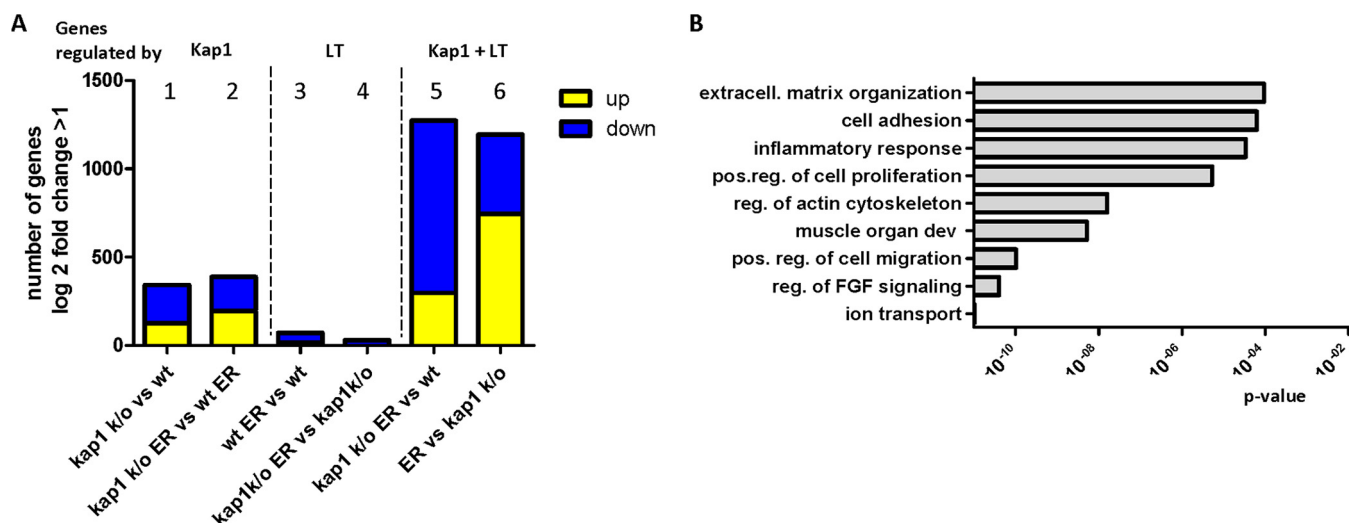 A
Genes
regulated by
Kap1
LT
Kap1 + LT
1500
1000
500
0
number of genes
log 2 fold change >1
1
2
3
4
5
6
up
down
kap1 k/o vs wt
kap1 k/o ER vs wt ER
wt ER vs wt
kap1k/o ER vs kap1k/o
kap1 k/o ER vs wt
ER vs kap1 k/o
B
extracell. matrix organization
cell adhesion
inflammatory response
pos.reg. of cell proliferation
reg. of actin cytoskeleton
muscle organ dev
pos. reg. of cell migration
reg. of FGF signaling
ion transport
10-10
10-08
10-06
10-04
10-02
p-value